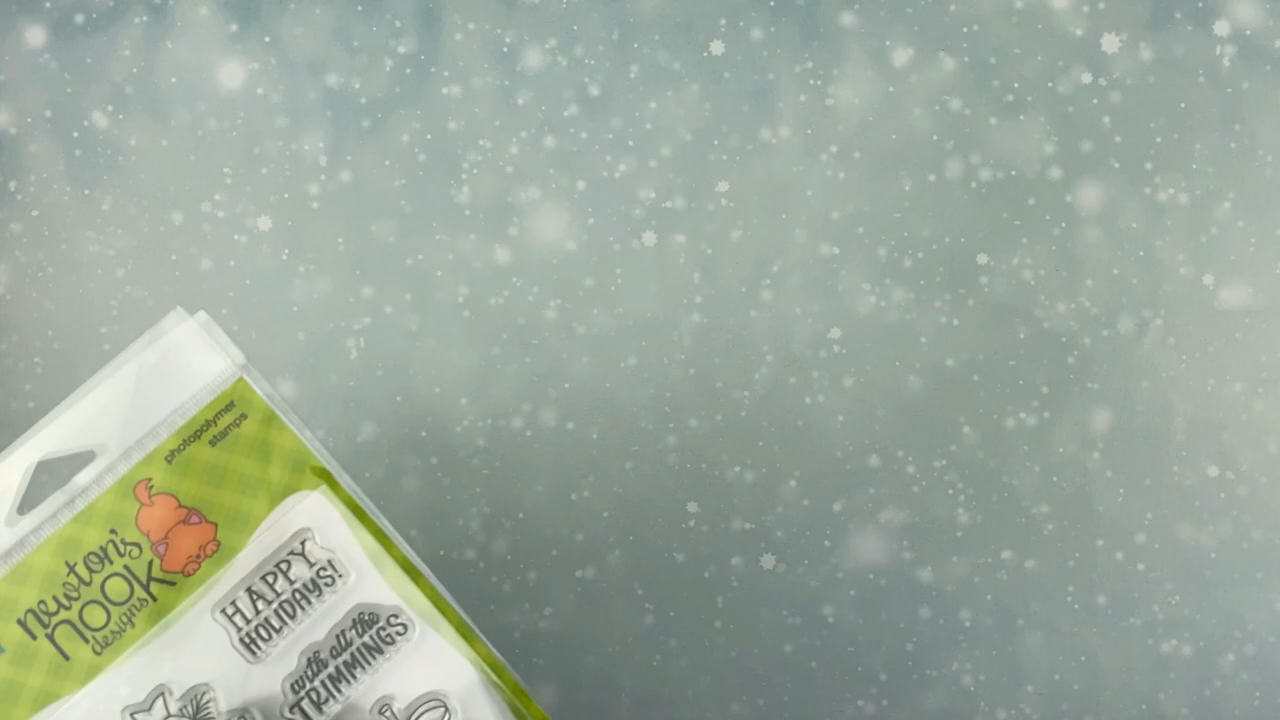 photopolymer
stamps
newton's
nook
designs
HAPPY
HOLIDAYS!
with all the
TRIMMINGS